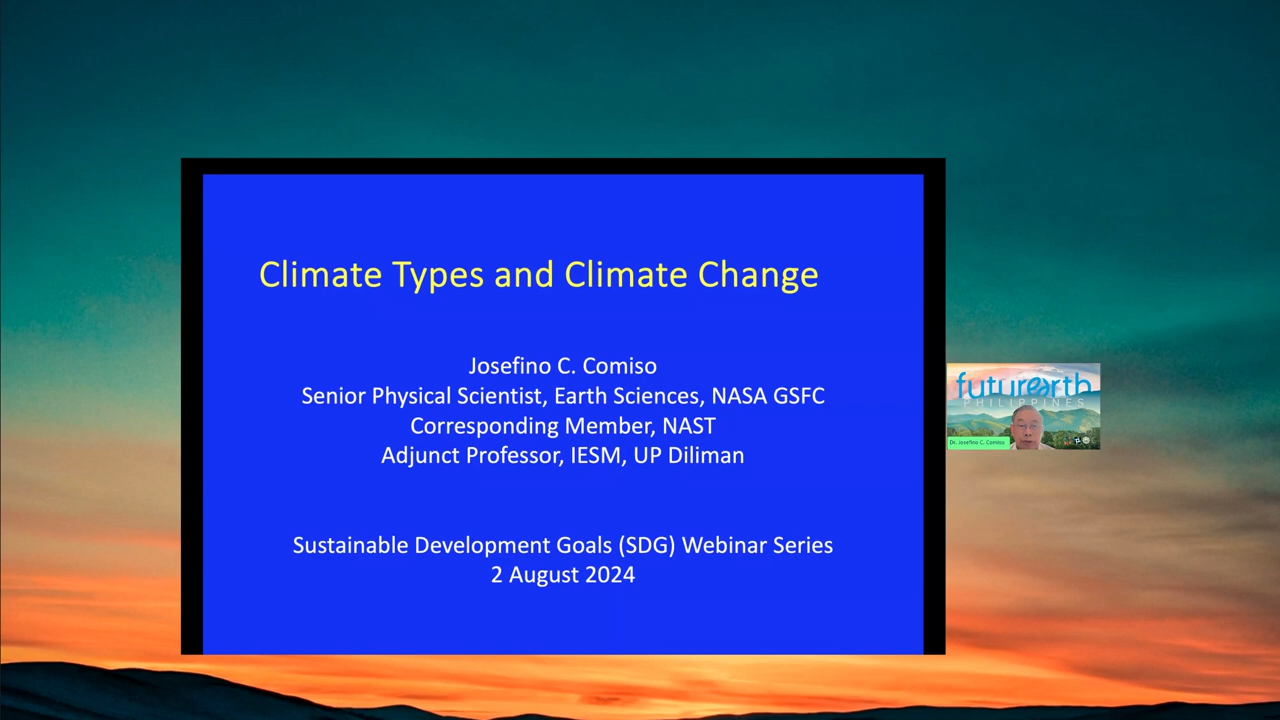 Climate Types and Climate Change
Josefino C. Comiso
Senior Physical Scientist, Earth Sciences, NASA GSFC
Corresponding Member, NAST
Adjunct Professor, IESM, UP Diliman
Sustainable Development Goals (SDG) Webinar Series
2 August 2024
futurearth
PHILIPPINES
Dr. Josefino C. Comiso